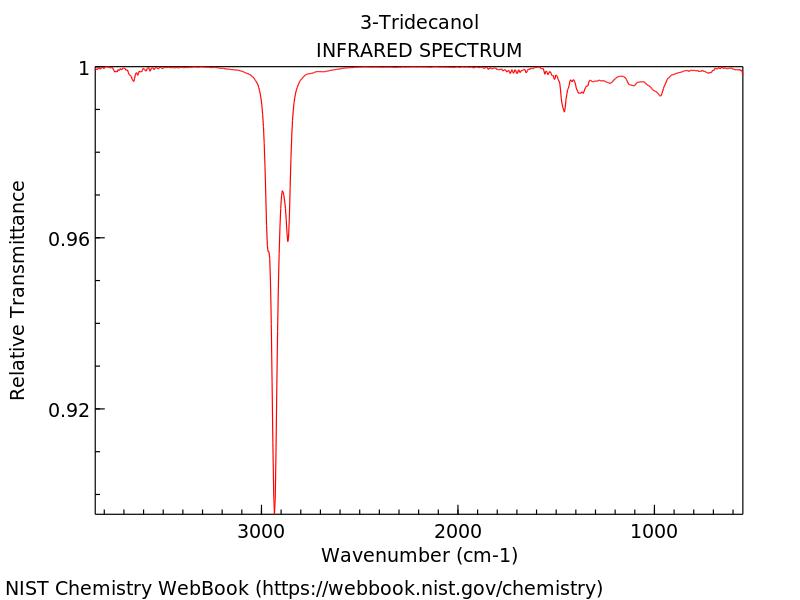 3-Tridecanol
INFRARED SPECTRUM
1
0.96
0.92
Relative Transmittance
3000 2000 1000
Wavenumber (cm-1)
NIST Chemistry WebBook (https://webbook.nist.gov/chemistry)